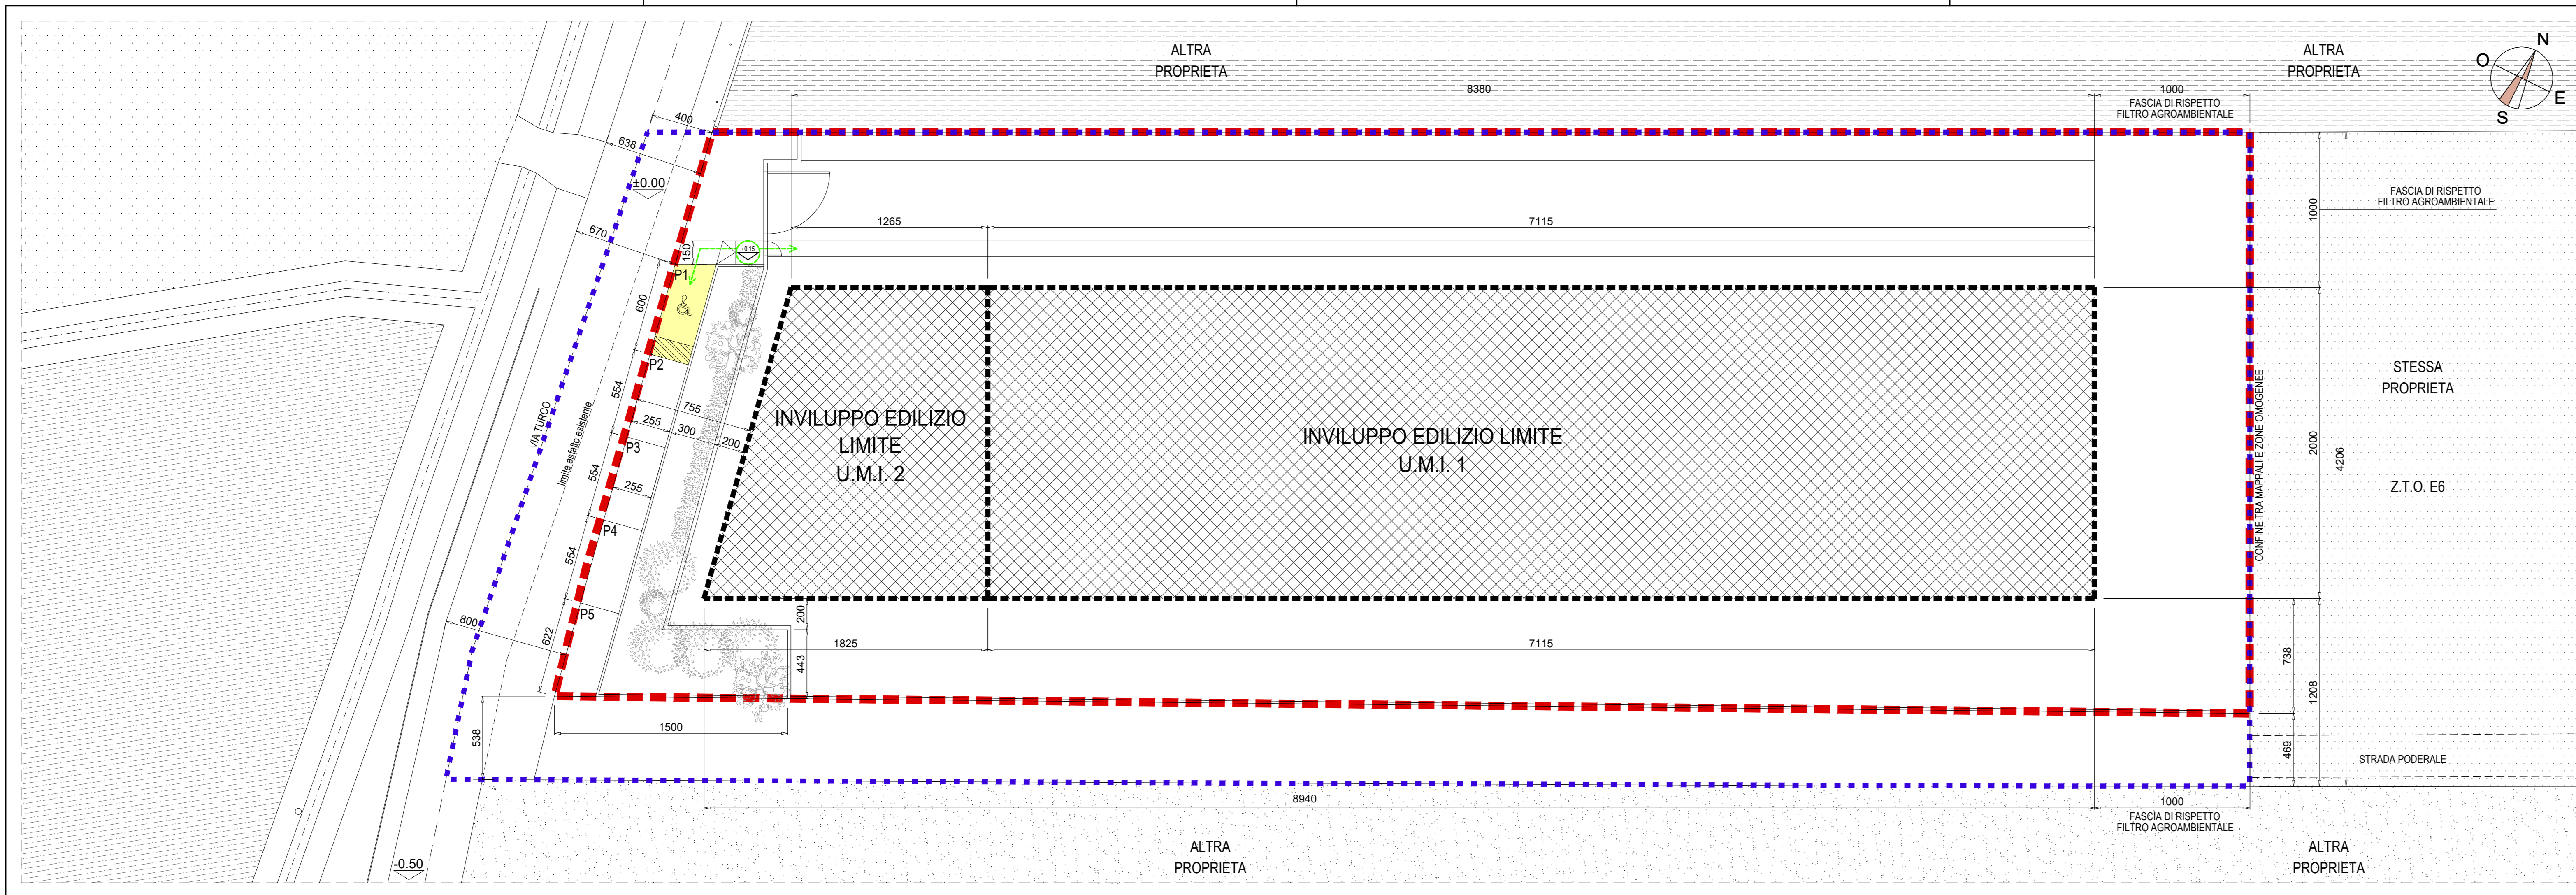 ALTRA
PROPRIETA
ALTRA
PROPRIETA
N
O
E
S
8380
1000
FASCIA DI RISPETTO
FILTRO AGROAMBIENTALE
400
638
±0.00
670
150
+0.15
1265
7115
1000
FASCIA DI RISPETTO
FILTRO AGROAMBIENTALE
P1
600
P2
554
755
255
300
200
P3
554
255
P4
554
P5
622
800
VIA TURCO
limite asfalto esistente
INVILUPPO EDILIZIO
LIMITE
U.M.I. 2
INVILUPPO EDILIZIO LIMITE
U.M.I. 1
CONFINE TRA MAPPALI E ZONE OMOGENEE
2000
4206
STESSA
PROPRIETA
Z.T.O. E6
200
443
1825
7115
738
1208
469
538
1500
STRADA PODERALE
8940
1000
FASCIA DI RISPETTO
FILTRO AGROAMBIENTALE
-0.50
ALTRA
PROPRIETA
ALTRA
PROPRIETA